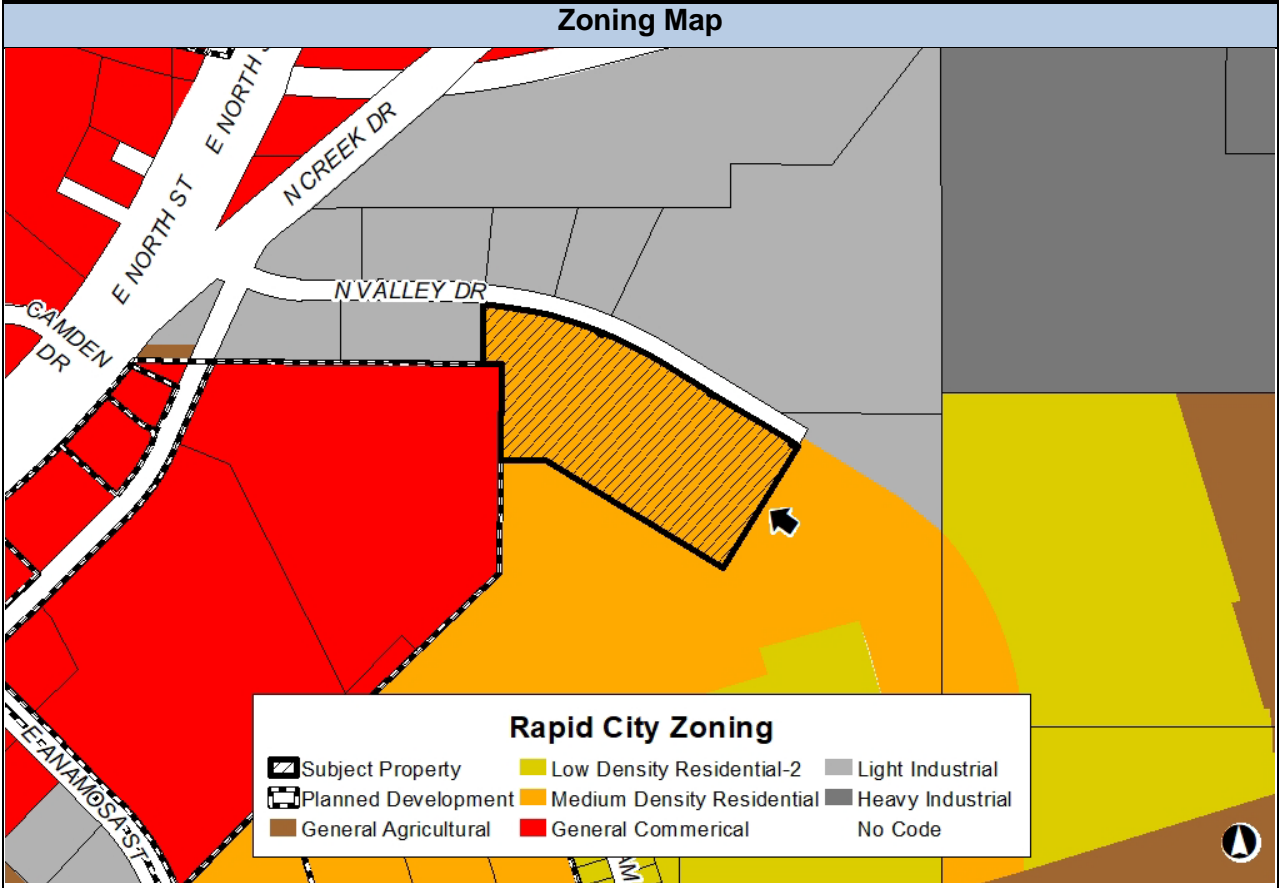 Zoning Map
E NORTH S
E NORTH ST
N CREEK DR
N VALLEY DR
CAMDEN
DR
E ANAMOSA ST
AM
Rapid City Zoning
Subject Property
Low Density Residential-2
Light Industrial
Planned Development
Medium Density Residential
Heavy Industrial
General Agricultural
General Commerical
No Code